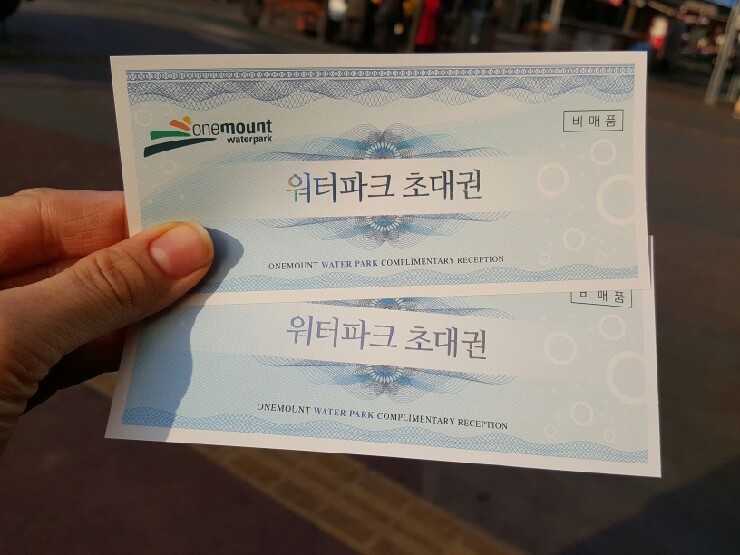 onemount
waterpark
비매품
워터파크 초대권
ONEMOUNT WATER PARK COMPLIMENTARY RECEPTION
비매품
워터파크 초대권
ONEMOUNT WATER PARK COMPLIMENTARY RECEPTION